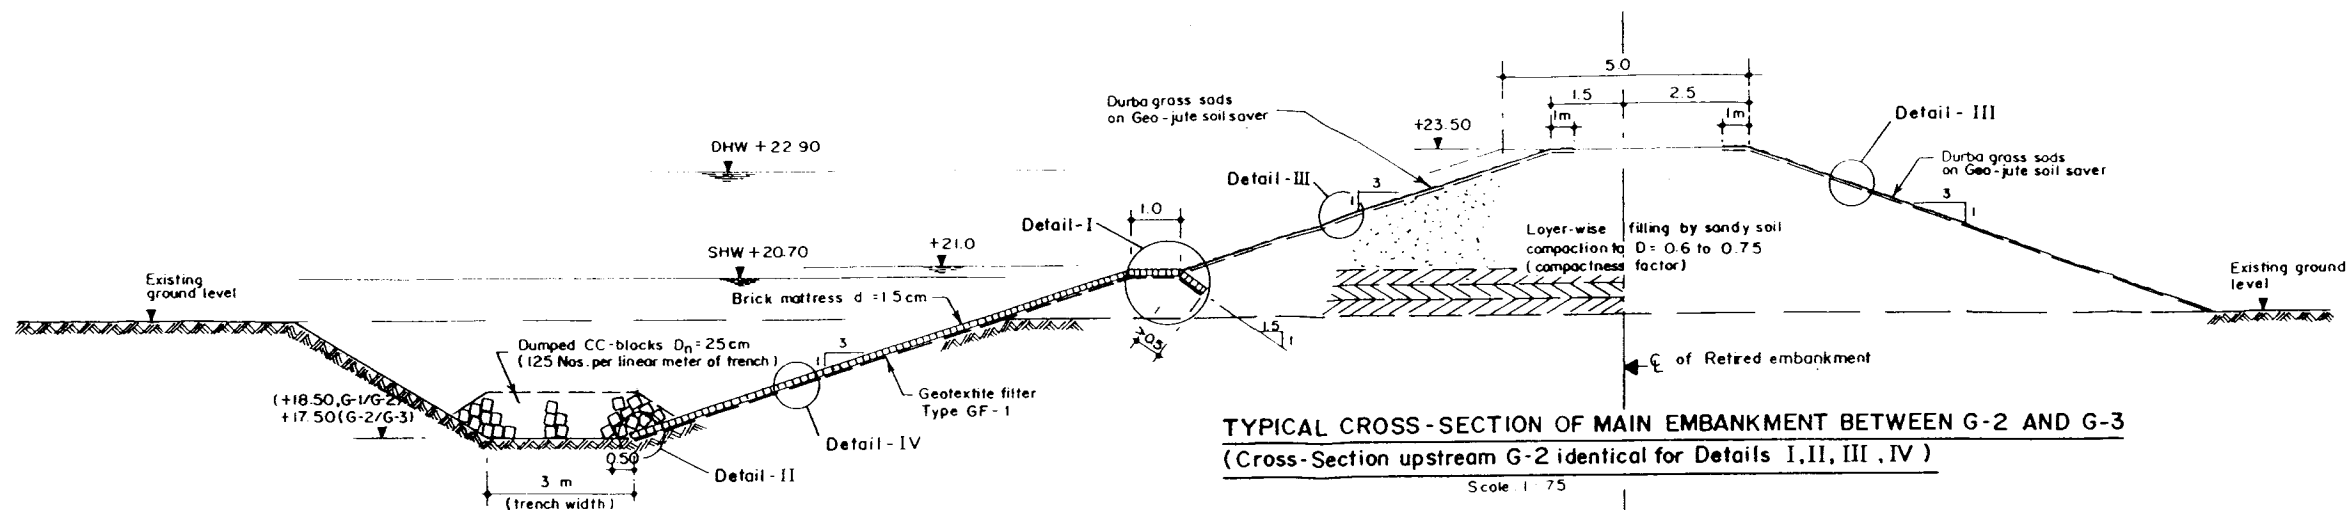 5.0
1.5
2.5
1m
1m
Durba grass sods
on Geo-jute soil saver
+23.50
Detail - III
DHW +22.90
Durba grass sods
on Geo-jute soil saver
Detail-III
3
1
3
1
1.0
Detail-I
SHW+20.70
+21.0
Loyer-wise filling by sandy soil
compaction to D= 0.6 to 0.75
(compactness factor)
Existing
ground level
Existing ground
level
Brick mattress d =1.5cm
1.5
1
Dumped CC-blocks Dn=25cm
(125 Nos. per linear meter of trench)
3
1
℄ of Retired embankment
Geotextile filter
Type GF-1
(+18.50,G-1/G-2)
+17.50(G-2/G-3)
Detail-IV
0.50
Detail-II
3 m
(trench width)
TYPICAL CROSS-SECTION OF MAIN EMBANKMENT BETWEEN G-2 AND G-3
(Cross-Section upstream G-2 identical for Details I,II,III,IV)
Scale 1 75